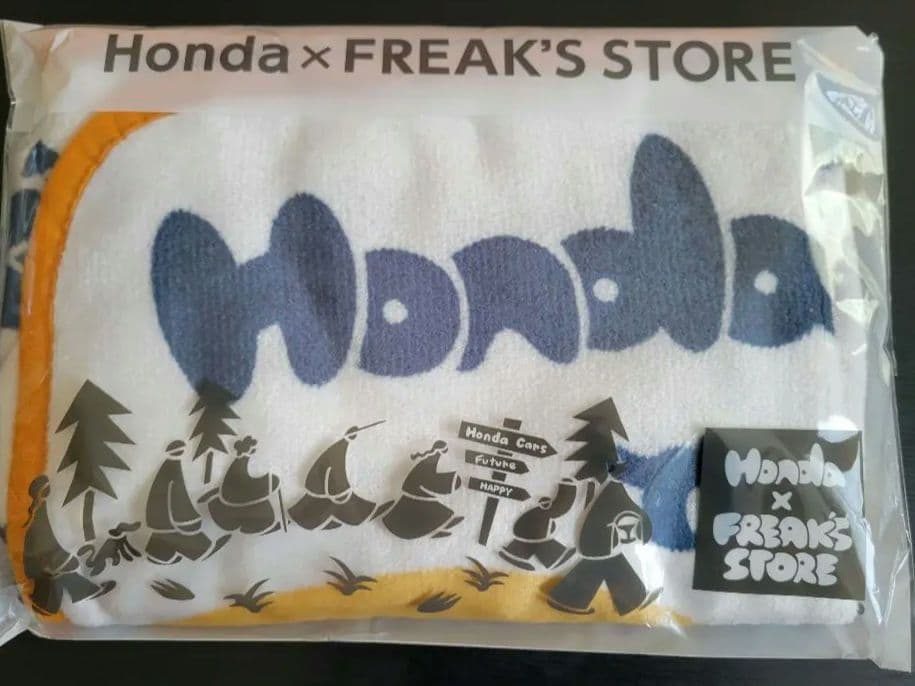 Honda × FREAK'S STORE
Honda
Honda Cars
Future
HAPPY
Honda
×
FREAK'S
STORE